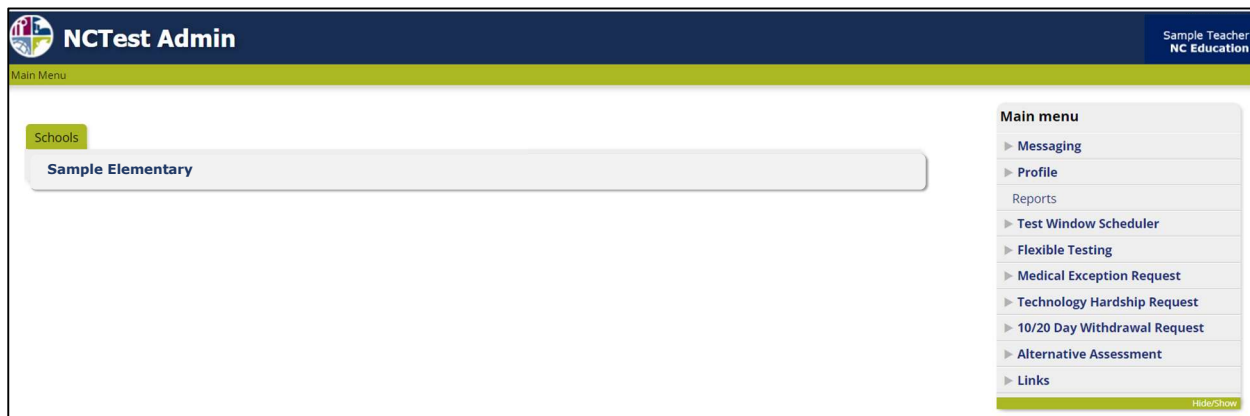 NCTest Admin
Sample Teacher
NC Education
Main Menu
Schools
Sample Elementary
Main menu
Messaging
Profile
Reports
Test Window Scheduler
Flexible Testing
Medical Exception Request
Technology Hardship Request
10/20 Day Withdrawal Request
Alternative Assessment
Links
Hide/Show